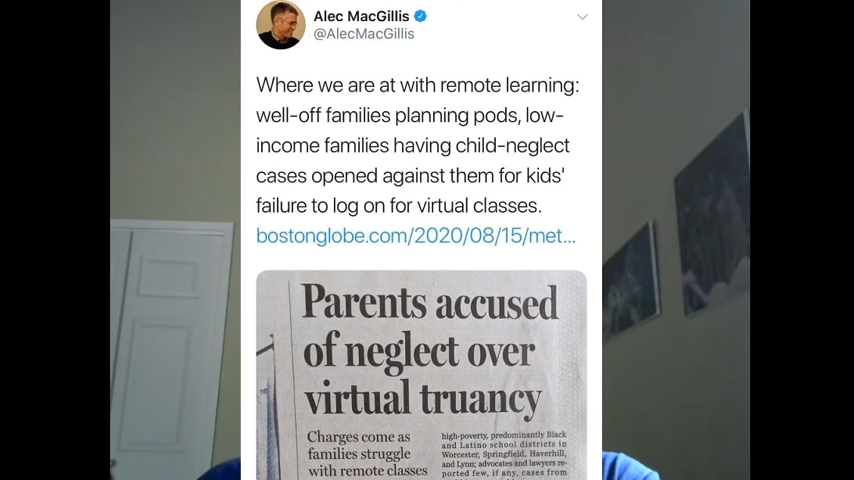 Alec MacGillis
@AlecMacGillis
Where we are at with remote learning:
well-off families planning pods, low-
income families having child-neglect
cases opened against them for kids'
failure to log on for virtual classes.
bostonglobe.com/2020/08/15/met...
Parents accused
of neglect over
virtual truancy
Charges come as
families struggle
with remote classes
high-poverty, predominantly Black
and Latino school districts in
Worcester, Springfield, Haverhill,
and Lynn; advocates and lawyers re-
ported few, if any, cases from